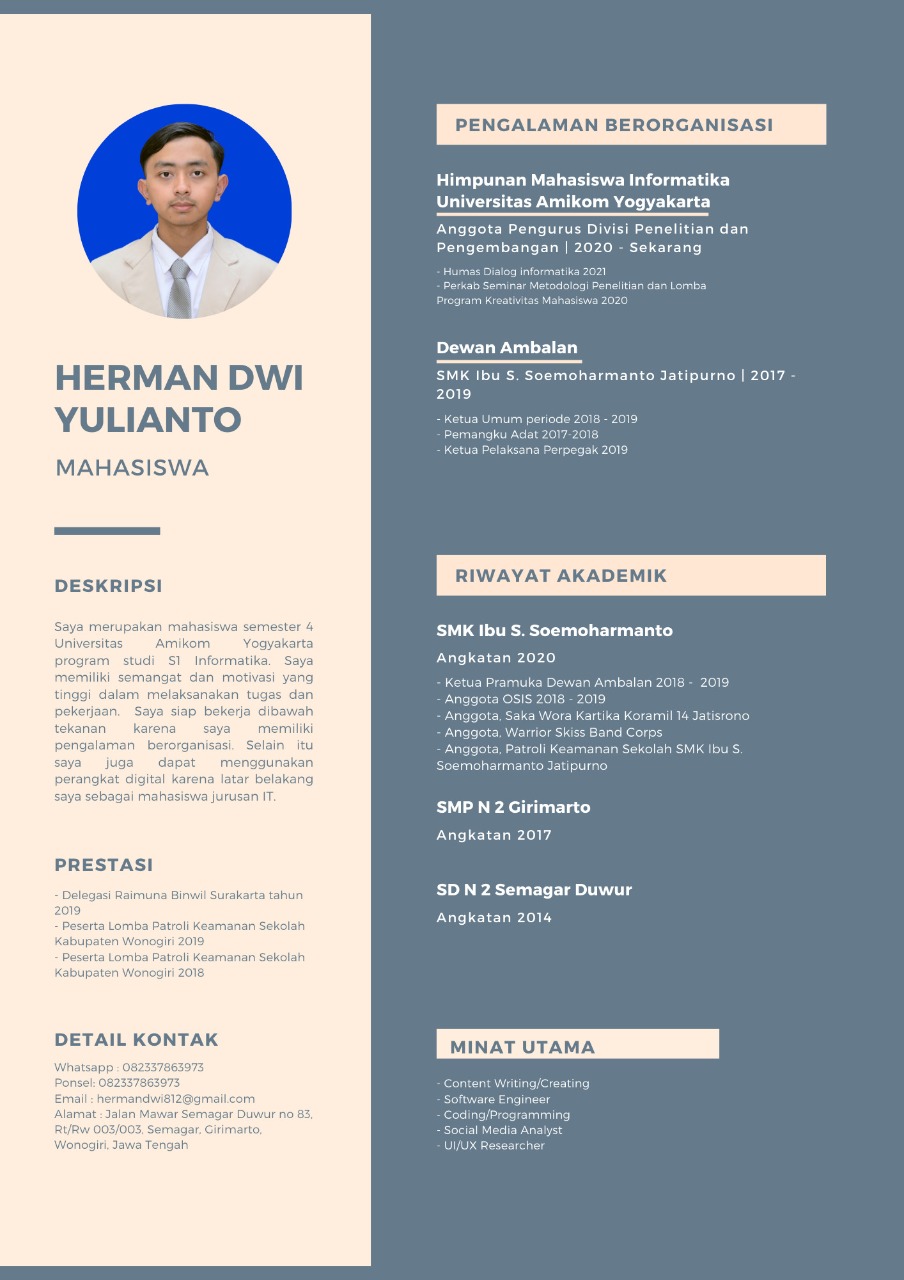 HERMAN DWI
YULIANTO
MAHASISWA
DESKRIPSI
Saya merupakan mahasiswa semester 4
Universitas Amikom Yogyakarta
program studi S1 Informatika. Saya
memiliki semangat dan motivasi yang
tinggi dalam melaksanakan tugas dan
pekerjaan. Saya siap bekerja dibawah
tekanan karena saya memiliki
pengalaman berorganisasi. Selain itu
saya juga dapat menggunakan
perangkat digital karena latar belakang
saya sebagai mahasiswa jurusan IT.
PRESTASI
- Delegasi Raimuna Binwil Surakarta tahun
2019
- Peserta Lomba Patroli Keamanan Sekolah
Kabupaten Wonogiri 2019
- Peserta Lomba Patroli Keamanan Sekolah
Kabupaten Wonogiri 2018
DETAIL KONTAK
Whatsapp : 082337863973
Ponsel: 082337863973
Email : hermandwi812@gmail.com
Alamat : Jalan Mawar Semagar Duwur no 83,
Rt/Rw 003/003, Semagar, Girimarto,
Wonogiri, Jawa Tengah
PENGALAMAN BERORGANISASI
Himpunan Mahasiswa Informatika
Universitas Amikom Yogyakarta
Anggota Pengurus Divisi Penelitian dan
Pengembangan | 2020 - Sekarang
- Humas Dialog informatika 2021
- Perkab Seminar Metodologi Penelitian dan Lomba
Program Kreativitas Mahasiswa 2020
Dewan Ambalan
SMK Ibu S. Soemoharmanto Jatipurno | 2017 -
2019
- Ketua Umum periode 2018 - 2019
- Pemangku Adat 2017-2018
- Ketua Pelaksana Perpegak 2019
RIWAYAT AKADEMIK
SMK Ibu S. Soemoharmanto
Angkatan 2020
- Ketua Pramuka Dewan Ambalan 2018 - 2019
- Anggota OSIS 2018 - 2019
- Anggota, Saka Wora Kartika Koramil 14 Jatisrono
- Anggota, Warrior Skiss Band Corps
- Anggota, Patroli Keamanan Sekolah SMK Ibu S.
Soemoharmanto Jatipurno
SMP N 2 Girimarto
Angkatan 2017
SD N 2 Semagar Duwur
Angkatan 2014
MINAT UTAMA
- Content Writing/Creating
- Software Engineer
- Coding/Programming
- Social Media Analyst
- UI/UX Researcher